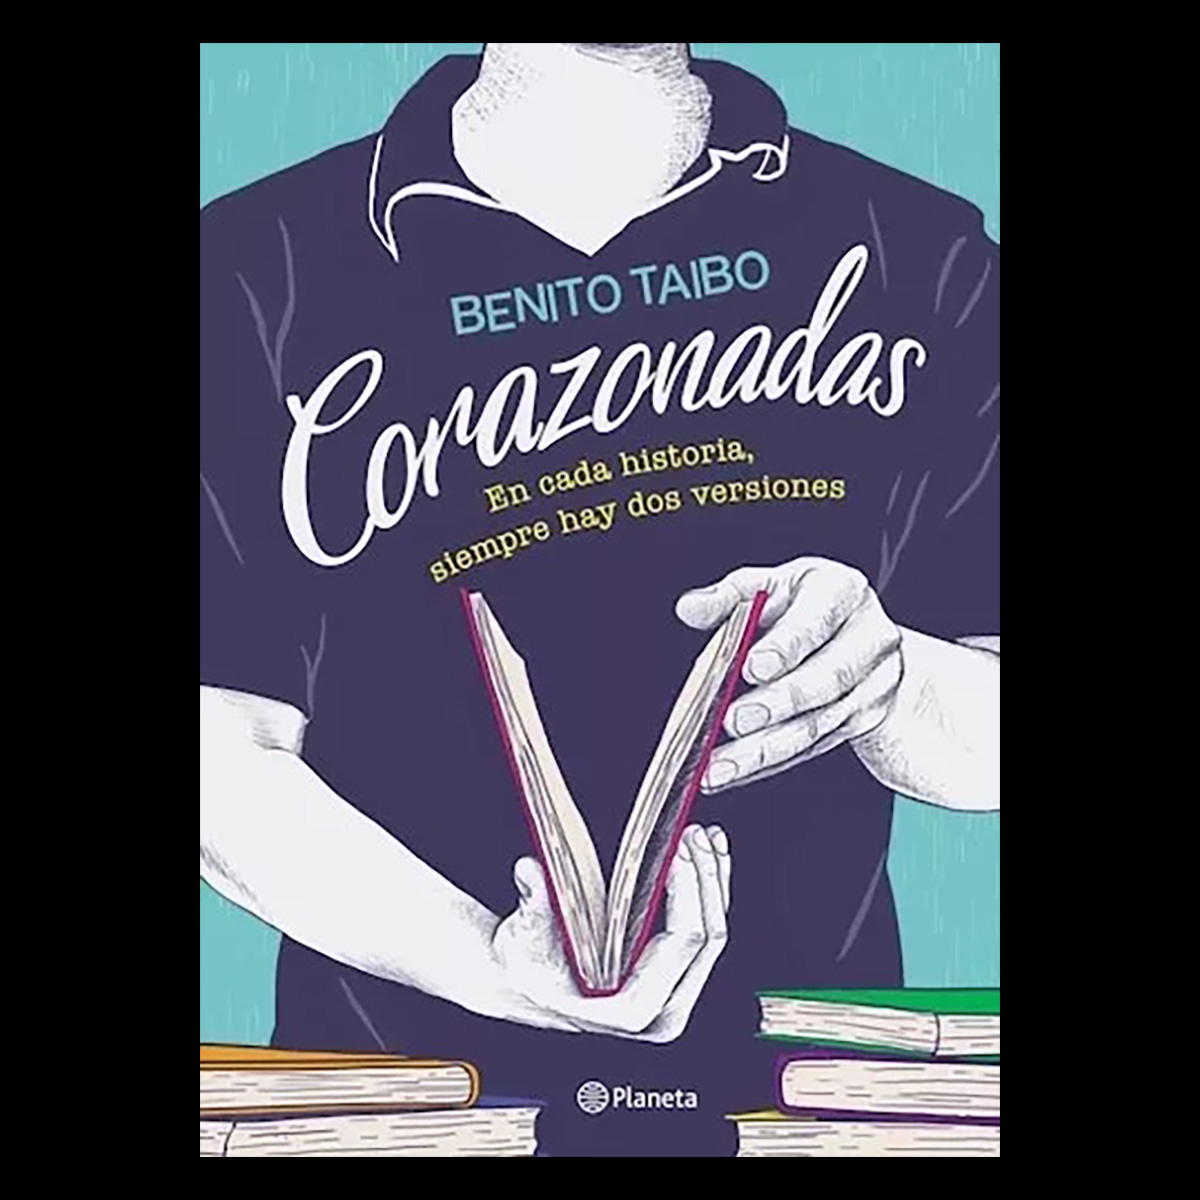 BENITO TAIBO
Corazonadas
En cada historia,
siempre hay dos versiones
Planeta